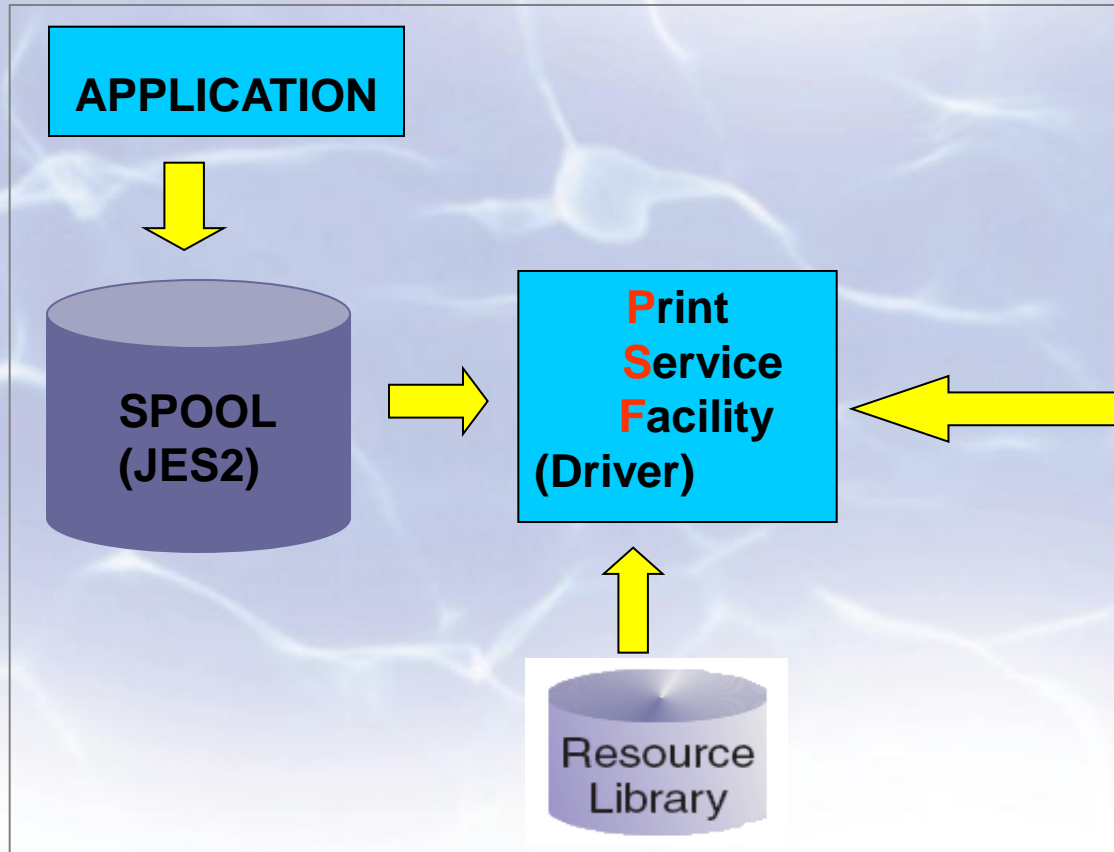 APPLICATION
SPOOL
(JES2)
Print
Service
Facility
(Driver)
Resource
Library